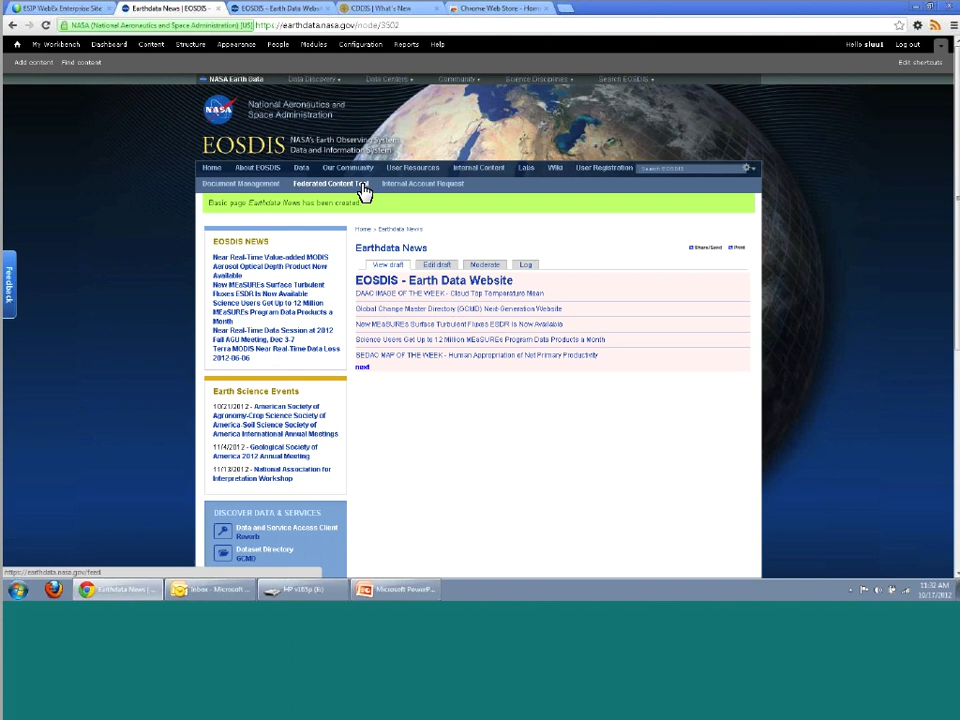 ESIP WebEx Enterprise Site
Earthdata News | EOSDIS -
EOSDIS - Earth Data Websi
CDDIS | What's New
Chrome Web Store - Hom
NASA (National Aeronautics and Space Administration) [US] https://earthdata.nasa.gov/node/3502
My Workbench Dashboard Content Structure Appearance People Modules Configuration Reports Help Hello sluu1 Log out
Add content Find content Edit shortcuts
NASA Earth Data Data Discovery Data Centers Community Science Disciplines Search EOSDIS
NASA
National Aeronautics and
Space Administration
EOSDIS
NASA's Earth Observing System
Data and Information System
Home About EOSDIS Data Our Community User Resources Internal Content Labs Wiki User Registration Search EOSDIS
Document Management Federated Content Tool Internal Account Request
Basic page Earthdata News has been created.
Home » Earthdata News
Earthdata News
Share/Send Print
View draft Edit draft Moderate Log
EOSDIS - Earth Data Website
DAAC IMAGE OF THE WEEK - Cloud Top Temperature Mean
Global Change Master Directory (GCMD) Next-Generation Website
New MEaSUREs Surface Turbulent Fluxes ESDR Is Now Available
Science Users Get Up to 12 Million MEaSUREs Program Data Products a Month
SEDAC MAP OF THE WEEK - Human Appropriation of Net Primary Productivity
next
EOSDIS NEWS
Near Real-Time Value-added MODIS
Aerosol Optical Depth Product Now
Available
New MEaSUREs Surface Turbulent
Fluxes ESDR Is Now Available
Science Users Get Up to 12 Million
MEaSUREs Program Data Products a
Month
Near Real-Time Data Session at 2012
Fall AGU Meeting, Dec 3-7
Terra MODIS Near Real-Time Data Loss
2012-06-06
Earth Science Events
10/21/2012 - American Society of
Agronomy-Crop Science Society of
America-Soil Science Society of
America International Annual Meetings
11/4/2012 - Geological Society of
America 2012 Annual Meeting
11/13/2012 - National Association for
Interpretation Workshop
DISCOVER DATA & SERVICES
Data and Service Access Client
Reverb
Dataset Directory
GCMD
Feedback
https://earthdata.nasa.gov/feed
Earthdata News | ...
Inbox - Microsoft ...
HP v165p (E:)
Microsoft PowerP...
11:32 AM
10/17/2012